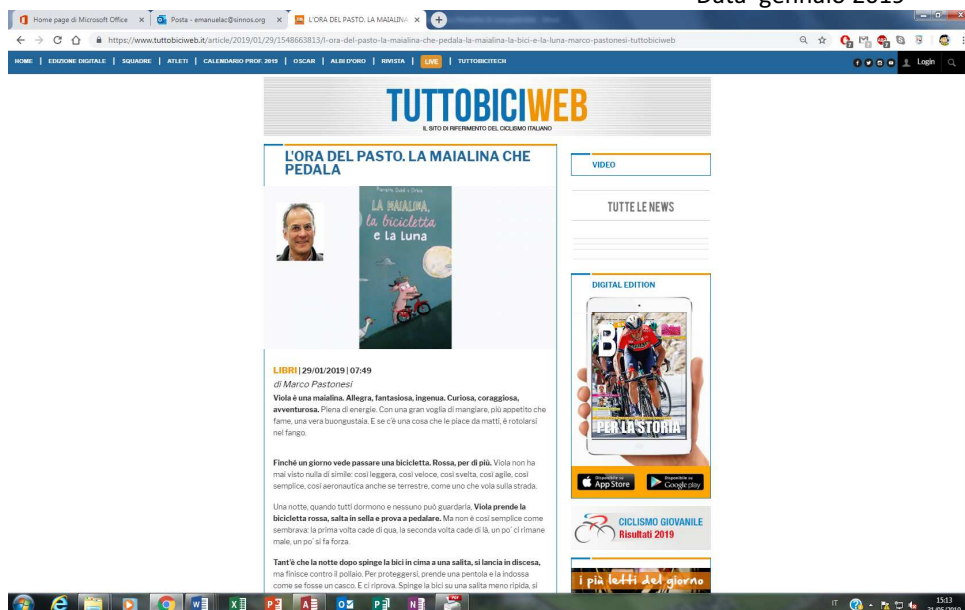 Data gennaio 2019
Home page di Microsoft Office
Posta - emanuelac@sinnos.org
L'ORA DEL PASTO. LA MAIALINA
https://www.tuttobiciweb.it/article/2019/01/29/1548663813/l-ora-del-pasto-la-maialina-che-pedala-la-maialina-la-bici-e-la-luna-marco-pastonesi-tuttobiciweb
HOME | EDIZIONE DIGITALE | SQUADRE | ATLETI | CALENDARIO PROF. 2019 | OSCAR | ALBI D'ORO | RIVISTA | LIVE | TUTTOBICITECH
Login
TUTTOBICIWEB
IL SITO DI RIFERIMENTO DEL CICLISMO ITALIANO
L'ORA DEL PASTO. LA MAIALINA CHE
PEDALA
LA MAIALINA,
la bicicletta
e la luna
LIBRI | 29/01/2019 | 07:49
di Marco Pastonesi
Viola è una maialina. Allegra, fantasiosa, ingenua. Curiosa, coraggiosa,
avventurosa. Piena di energie. Con una gran voglia di mangiare, più appetito che
fame, una vera buongustaia. E se c'è una cosa che le piace da matti, è rotolarsi
nel fango.
Finché un giorno vede passare una bicicletta. Rossa, per di più. Viola non ha
mai visto nulla di simile: così leggera, così veloce, così svelta, così agile, così
semplice, così aeronautica anche se terrestre, come uno che vola sulla strada.
Una notte, quando tutti dormono e nessuno può guardarla, Viola prende la
bicicletta rossa, salta in sella e prova a pedalare. Ma non è così semplice come
sembrava: la prima volta cade di qua, la seconda volta cade di là, un po' ci rimane
male, un po' si fa forza.
Tant'è che la notte dopo spinge la bici in cima a una salita, si lancia in discesa,
ma finisce contro il pollaio. Per proteggersi, prende una pentola e la indossa
come se fosse un casco. E ci riprova. Spinge la bici su una salita meno ripida, si
VIDEO
TUTTE LE NEWS
DIGITAL EDITION
PER LA STORIA
Disponibile su
App Store
Disponibile su
Google play
CICLISMO GIOVANILE
Risultati 2019
i più letti del giorno
IT
15:13